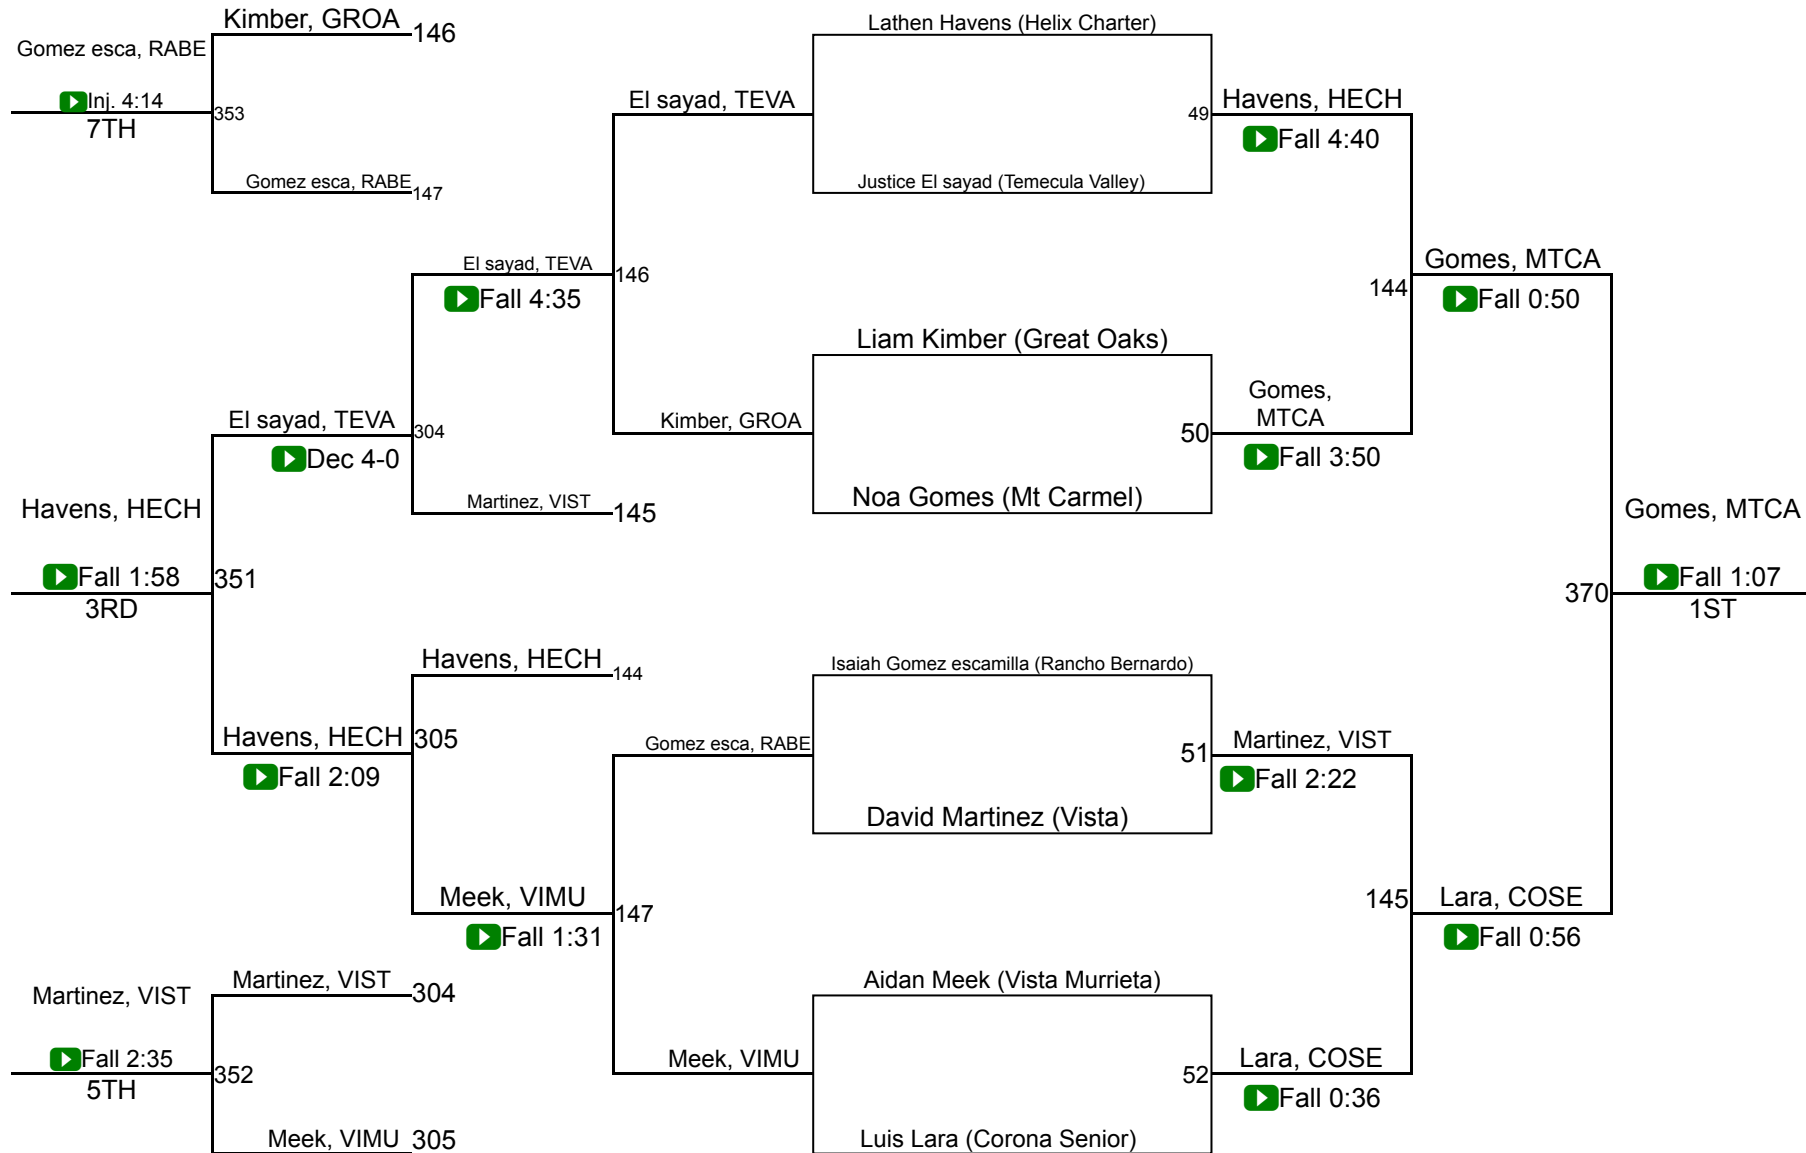 Kimber, GROA
146
Gomez esca, RABE
Inj. 4:14
7TH
353
Gomez esca, RABE
147
Lathen Havens (Helix Charter)
El sayad, TEVA
49
Havens, HECH
Fall 4:40
Justice El sayad (Temecula Valley)
El sayad, TEVA
Fall 4:35
146
144
Gomes, MTCA
Fall 0:50
Liam Kimber (Great Oaks)
El sayad, TEVA
Dec 4-0
304
Kimber, GROA
50
Gomes,
MTCA
Fall 3:50
Martinez, VIST
145
Noa Gomes (Mt Carmel)
Havens, HECH
Fall 1:58
3RD
351
370
Gomes, MTCA
Fall 1:07
1ST
Havens, HECH
144
Isaiah Gomez escamilla (Rancho Bernardo)
Havens, HECH
Fall 2:09
305
Gomez esca, RABE
51
Martinez, VIST
Fall 2:22
David Martinez (Vista)
Meek, VIMU
Fall 1:31
147
145
Lara, COSE
Fall 0:56
Martinez, VIST
304
Martinez, VIST
Fall 2:35
5TH
352
Aidan Meek (Vista Murrieta)
Meek, VIMU
52
Lara, COSE
Fall 0:36
Meek, VIMU
305
Luis Lara (Corona Senior)